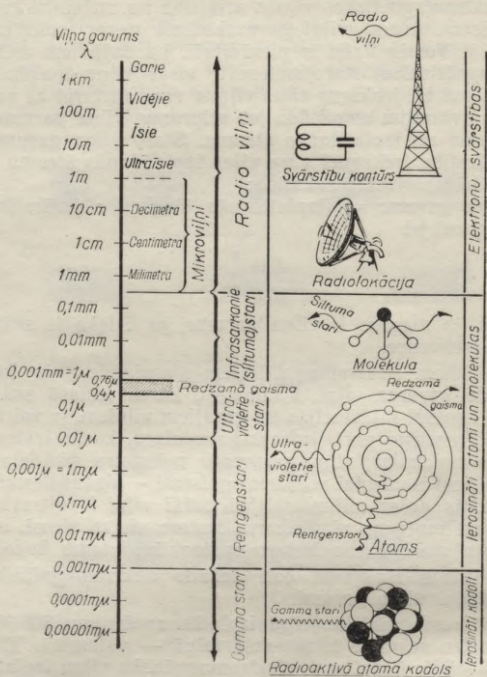 Viļņa garums
λ
1 km
100 m
10 m
1 m
10 cm
1 cm
1 mm
0,1 mm
0,01 mm
0,001 mm = 1 μ
0,76 μ
0,4 μ
0,1 μ
0,01 μ
0,001 μ = 1 mμ
0,1 mμ
0,01 mμ
0,001 mμ
0,0001 mμ
0,00001 mμ
Garie
Vidējie
Īsie
Ultraīsie
Decimetra
Centimetra
Milimetra
Mikroviļņi
Radio viļņi
Infrasarkanie
(siltuma) stari
Redzamā gaisma
Ultra-
violetie
stari
Rentgenstari
Gamma stari
Radio
viļņi
Svārstību kontūrs
Radiolokācija
Siltuma
stari
Molekula
Redzamā
gaisma
Ultra-
violetie
stari
Rentgenstari
Atoms
Gamma stari
Radioaktīvā atoma kodols
Elektronu svārstības
Ierosināti atomi un molekulas
Ierosināti kodoli